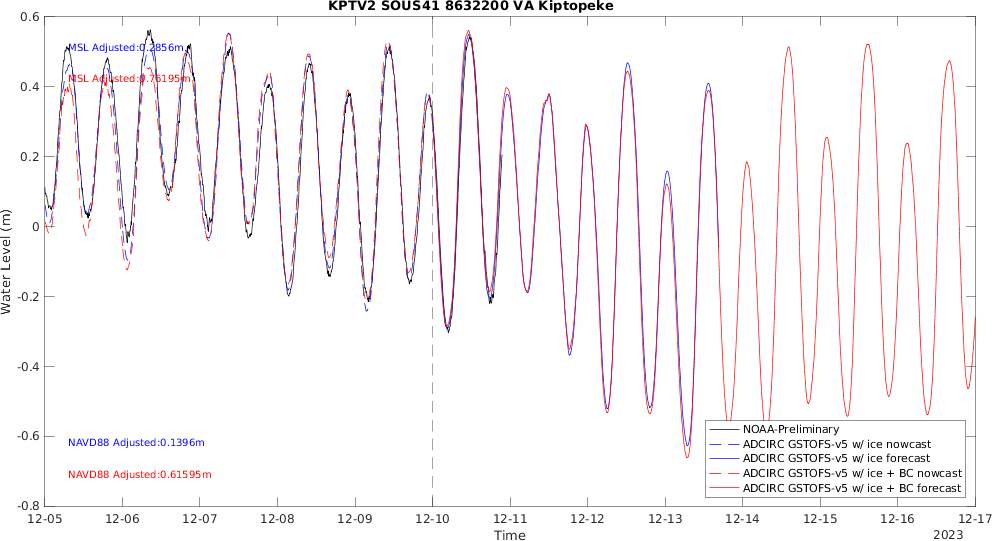 KPTV2 SOUS41 8632200 VA Kiptopeke
0.6
0.4
0.2
0
-0.2
-0.4
-0.6
-0.8
Water Level (m)
MSL Adjusted:0.2856m
MSL Adjusted:0.76195m
NAVD88 Adjusted:0.1396m
NAVD88 Adjusted:0.61595m
NOAA-Preliminary
ADCIRC GSTOFS-v5 w/ ice nowcast
ADCIRC GSTOFS-v5 w/ ice forecast
ADCIRC GSTOFS-v5 w/ ice + BC nowcast
ADCIRC GSTOFS-v5 w/ ice + BC forecast
12-05 12-06 12-07 12-08 12-09 12-10 12-11 12-12 12-13 12-14 12-15 12-16 12-17
Time
2023